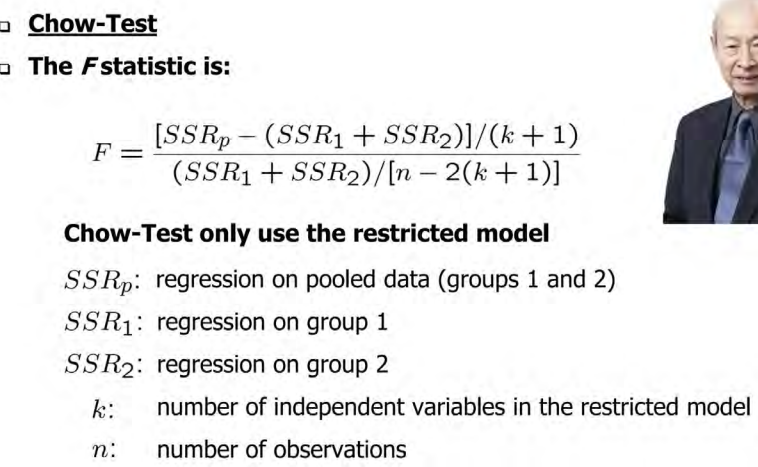 Chow-Test
The F statistic is:
F = \frac{[SSR_p - (SSR_1 + SSR_2)]/(k + 1)}{(SSR_1 + SSR_2)/[n - 2(k + 1)]}
Chow-Test only use the restricted model
SSR_p: regression on pooled data (groups 1 and 2)
SSR_1: regression on group 1
SSR_2: regression on group 2
k: number of independent variables in the restricted model
n: number of observations